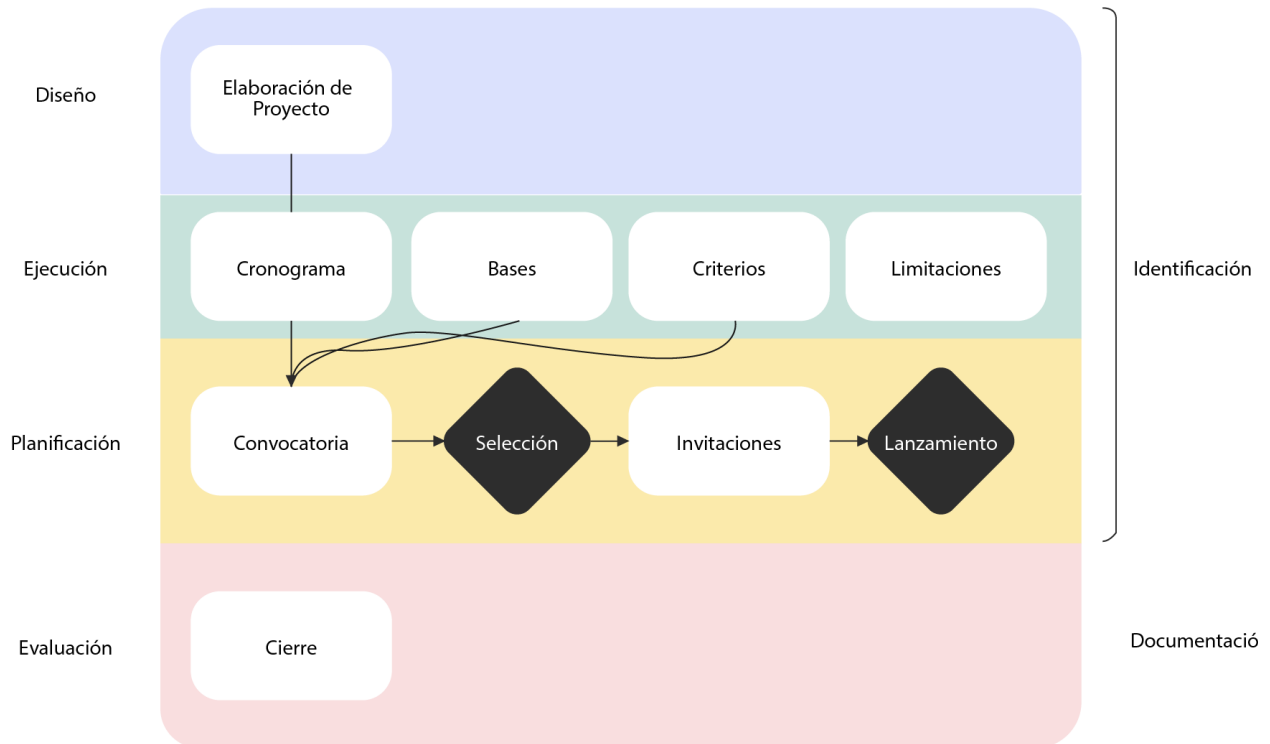 Diseño
Elaboración de
Proyecto
Ejecución
Cronograma
Bases
Criterios
Limitaciones
Identificación
Planificación
Convocatoria
Selección
Invitaciones
Lanzamiento
Evaluación
Cierre
Documentació